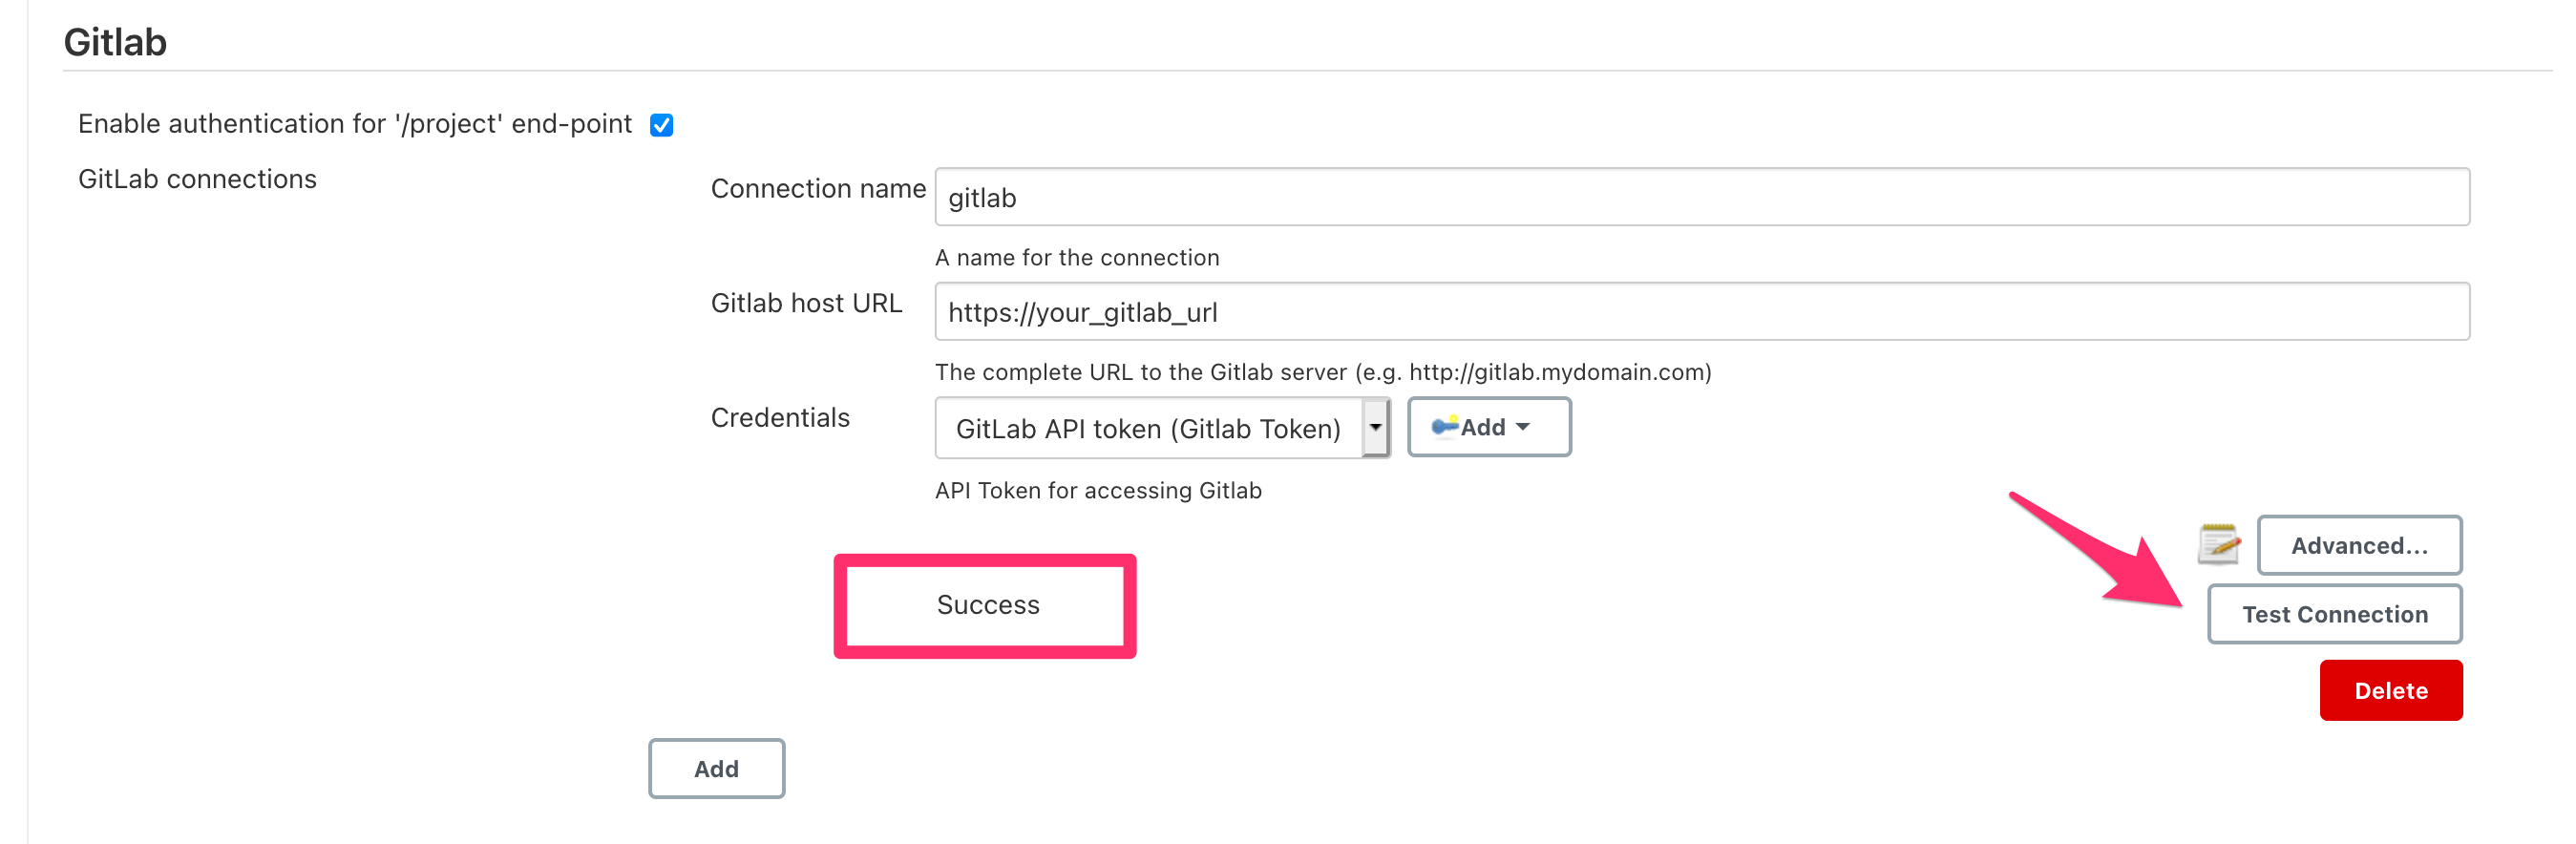 Gitlab
Enable authentication for '/project' end-point
GitLab connections
Connection name
gitlab
A name for the connection
Gitlab host URL
https://your_gitlab_url
The complete URL to the Gitlab server (e.g. http://gitlab.mydomain.com)
Credentials
GitLab API token (Gitlab Token)
Add
API Token for accessing Gitlab
Advanced...
Success
Test Connection
Delete
Add